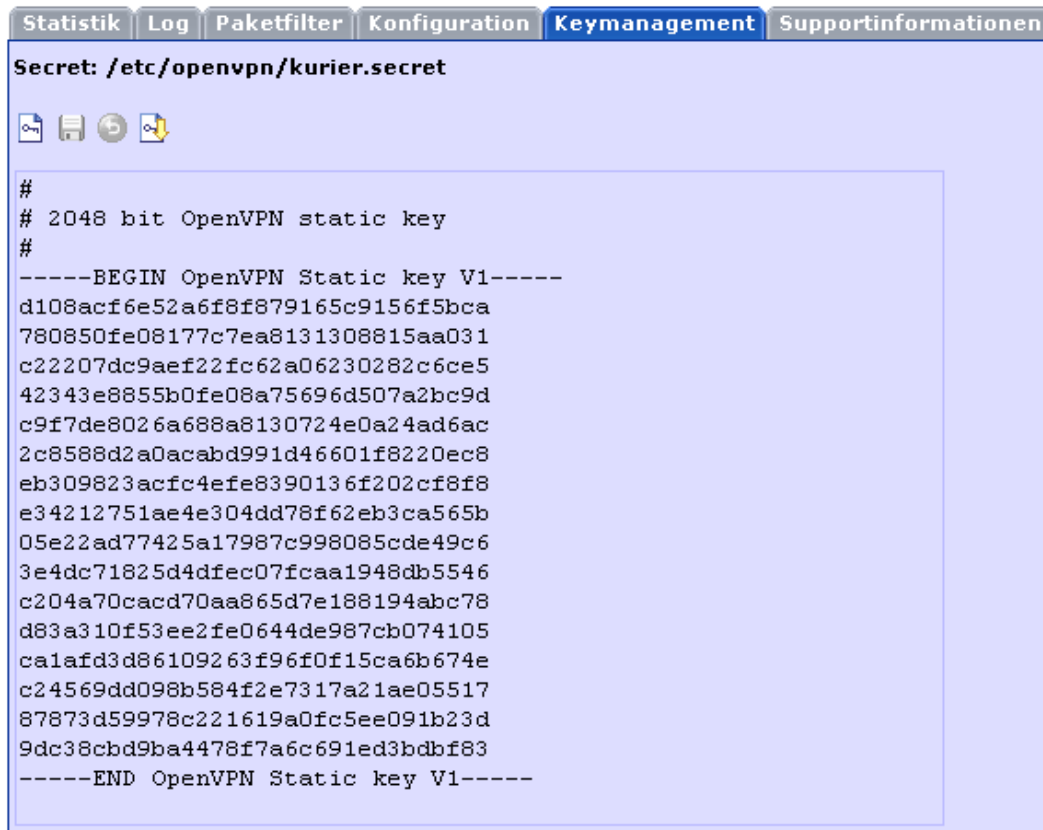 Statistik Log Paketfilter Konfiguration Keymanagement Supportinformationen
Secret: /etc/openvpn/kurier.secret
#
# 2048 bit OpenVPN static key
#
-----BEGIN OpenVPN Static key V1-----
d108acf6e52a6f8f879165c9156f5bca
780850fe08177c7ea8131308815aa031
c22207dc9aef22fc62a06230282c6ce5
42343e8855b0fe08a75696d507a2bc9d
c9f7de8026a688a8130724e0a24ad6ac
2c8588d2a0acabd991d46601f8220ec8
eb309823acfc4efe8390136f202cf8f8
e34212751ae4e304dd78f62eb3ca565b
05e22ad77425a17987c998085cde49c6
3e4dc71825d4dfec07fcaa1948db5546
c204a70cacd70aa865d7e188194abc78
d83a310f53ee2fe0644de987cb074105
ca1afd3d86109263f96f0f15ca6b674e
c24569dd098b584f2e7317a21ae05517
87873d59978c221619a0fc5ee091b23d
9dc38cbd9ba4478f7a6c691ed3bdbf83
-----END OpenVPN Static key V1-----